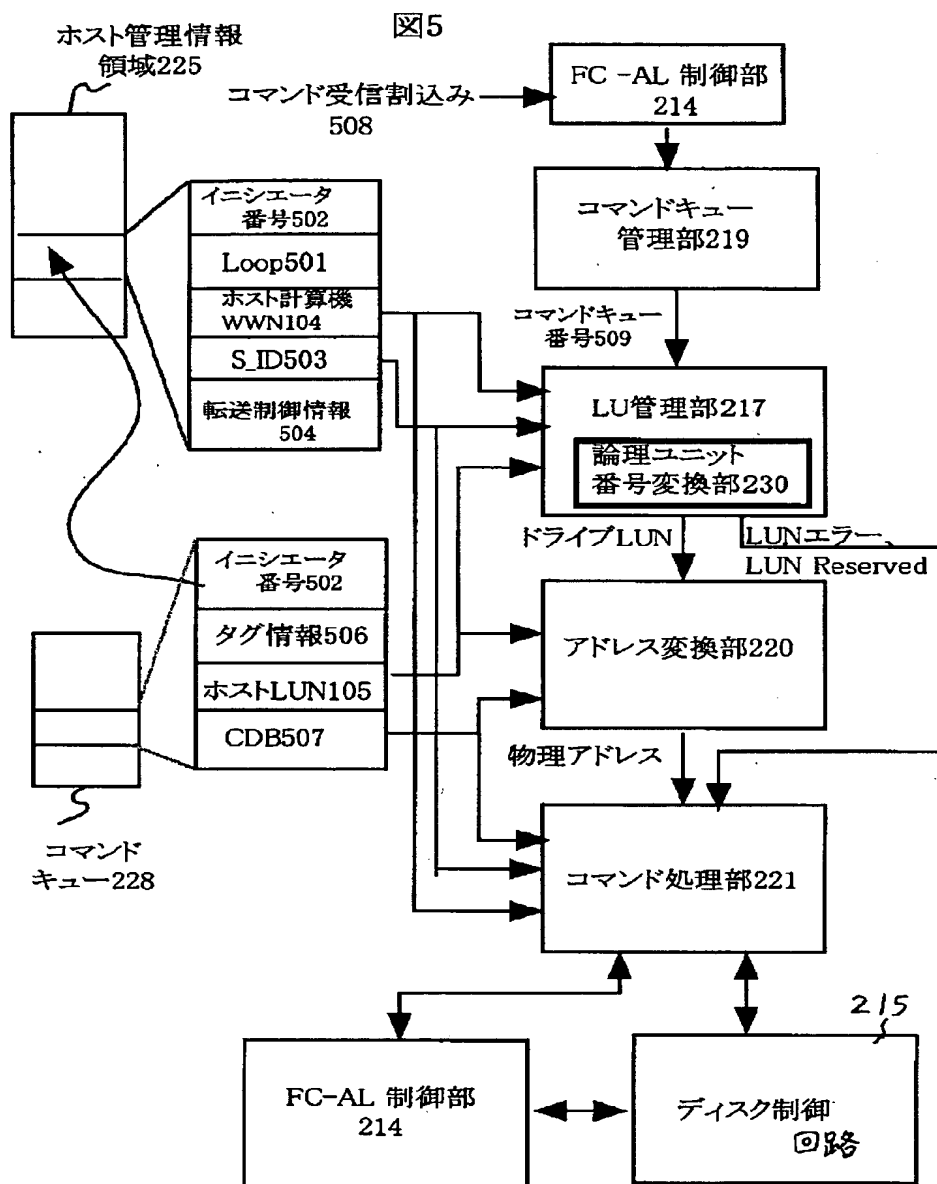 図5
ホスト管理情報
領域225
コマンド受信割込み
508
FC -AL 制御部
214
コマンドキュー
管理部219
コマンドキュー
番号509
イニシエータ
番号502
Loop501
ホスト計算機
WWN104
S_ID503
転送制御情報
504
LU管理部217
論理ユニット
番号変換部230
ドライブLUN
LUNエラー、
LUN Reserved
イニシエータ
番号502
タグ情報506
ホストLUN105
CDB507
コマンド
キュー228
アドレス変換部220
物理アドレス
コマンド処理部221
FC-AL 制御部
214
215
ディスク制御
回路